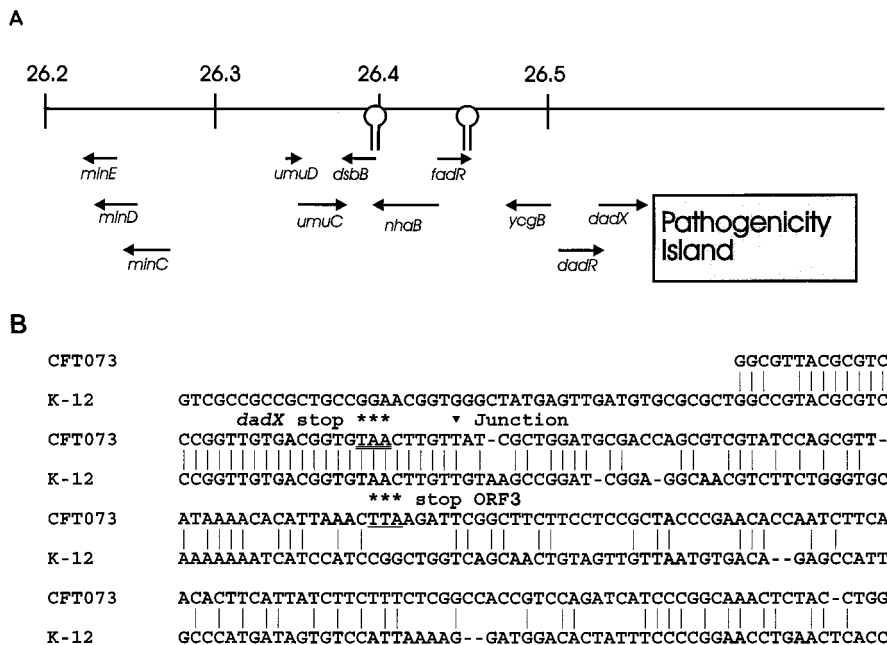 A
26.2 26.3 26.4 26.5
minE umuD dsbB fadR
minD umuC nhaB ycgB dadX
minC dadR
Pathogenicity
Island
B
CFT073 GGCGTTACGCGTC
K-12 GTCGCCGCCGCTGCCGGAACGGTGGGCTATGAGTTGATGTGCGCGCTGGCCGTACGCGTC
dadX stop *** ▼ Junction
CFT073 CCGGTTGTGACGGTGTAACTTGTTAT-CGCTGGATGCGACCAGCGTCGTATCCAGCGTT-
K-12 CCGGTTGTGACGGTGTAACTTGTTGTAAGCCGGAT-CGGA-GGCAACGTCTTCTGGGTGC
*** stop ORF3
CFT073 ATAAAACACATTAAACTTAAGATTCGGCTTCTTCCTCCGCTACCCGAACACCAATCTTCA
K-12 AAAAAAATCATCCATCCGGCTGGTCAGCAACTGTAGTTGTTAATGTGACA--GAGCCATT
CFT073 ACACTTCATTATCTTCTTTCTCGGCCACCGTCCAGATCATCCCGGCAAACTCTAC-CTGG
K-12 GCCCATGATAGTGTCCATTAAAAG--GATGGACACTATTTCCCCGGAACCTGAACTCACC